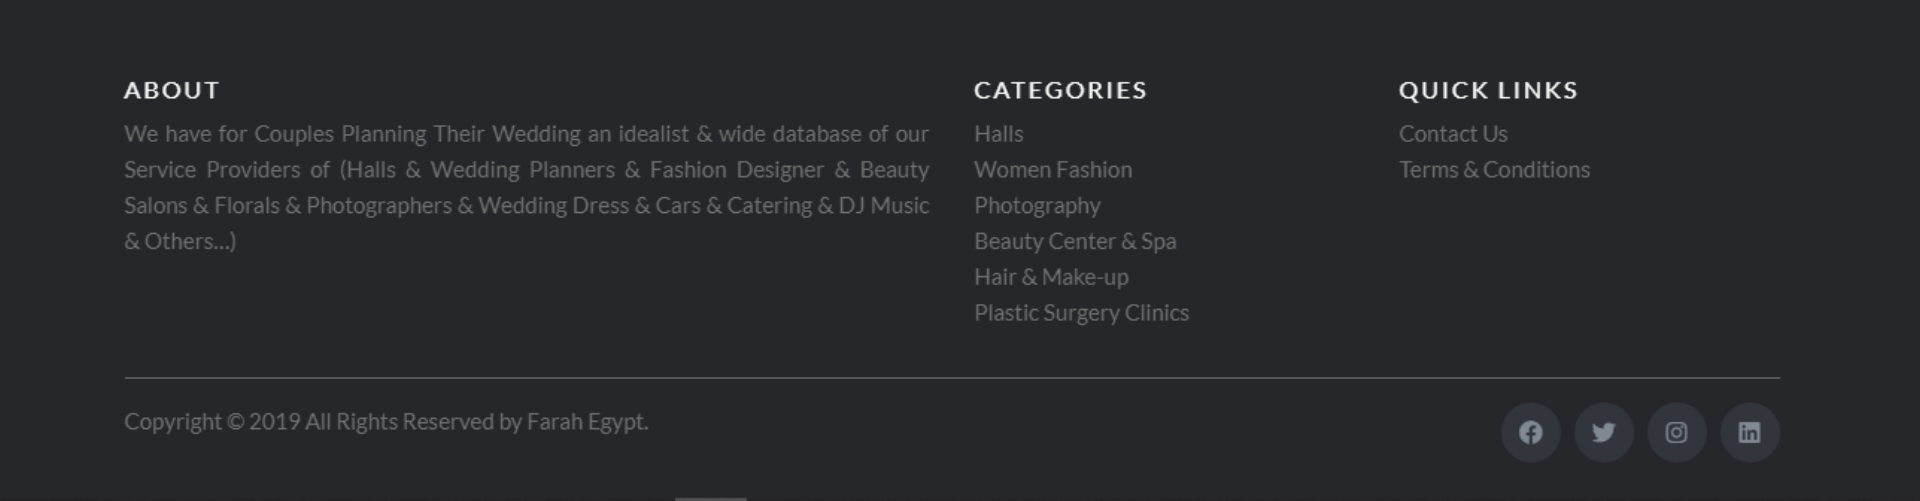 ABOUT
We have for Couples Planning Their Wedding an idealist & wide database of our
Service Providers of (Halls & Wedding Planners & Fashion Designer & Beauty
Salons & Florals & Photographers & Wedding Dress & Cars & Catering & DJ Music
& Others...)
CATEGORIES
Halls
Women Fashion
Photography
Beauty Center & Spa
Hair & Make-up
Plastic Surgery Clinics
QUICK LINKS
Contact Us
Terms & Conditions
Copyright © 2019 All Rights Reserved by Farah Egypt.